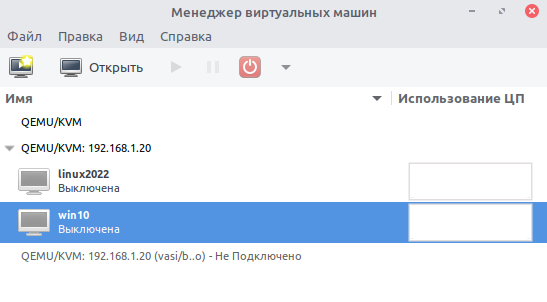 Менеджер виртуальных машин
Файл Правка Вид Справка
Открыть
Имя Использование ЦП
QEMU/KVM
QEMU/KVM: 192.168.1.20
linux2022
Выключена
win10
Выключена
QEMU/KVM: 192.168.1.20 (vasi/b..o) - Не Подключено